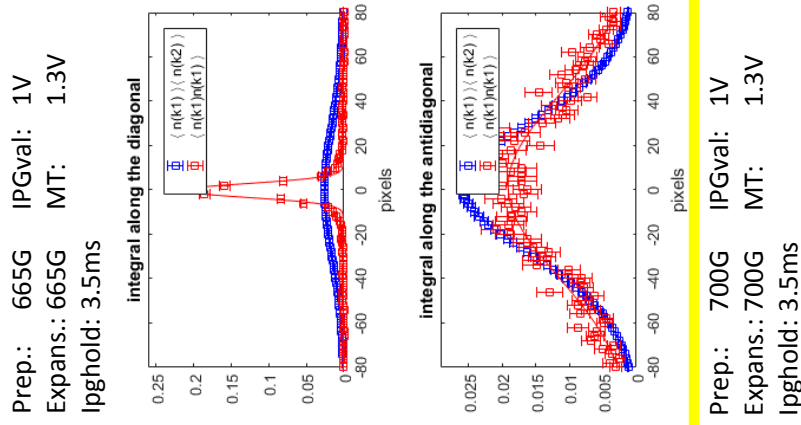 Prep.: 665G IPGval: 1V
Expans.: 665G MT: 1.3V
Ipghold: 3.5ms
integral along the diagonal
0.25
0.2
0.15
0.1
0.05
0
⟨ n(k1) ⟩⟨ n(k2) ⟩
⟨ n(k1)n(k1) ⟩
-80 -60 -40 -20 0 20 40 60 80
pixels
integral along the antidiagonal
0.025
0.02
0.015
0.01
0.005
0
⟨ n(k1) ⟩⟨ n(k2) ⟩
⟨ n(k1)n(k1) ⟩
-80 -60 -40 -20 0 20 40 60 80
pixels
Prep.: 700G IPGval: 1V
Expans.: 700G MT: 1.3V
Ipghold: 3.5ms